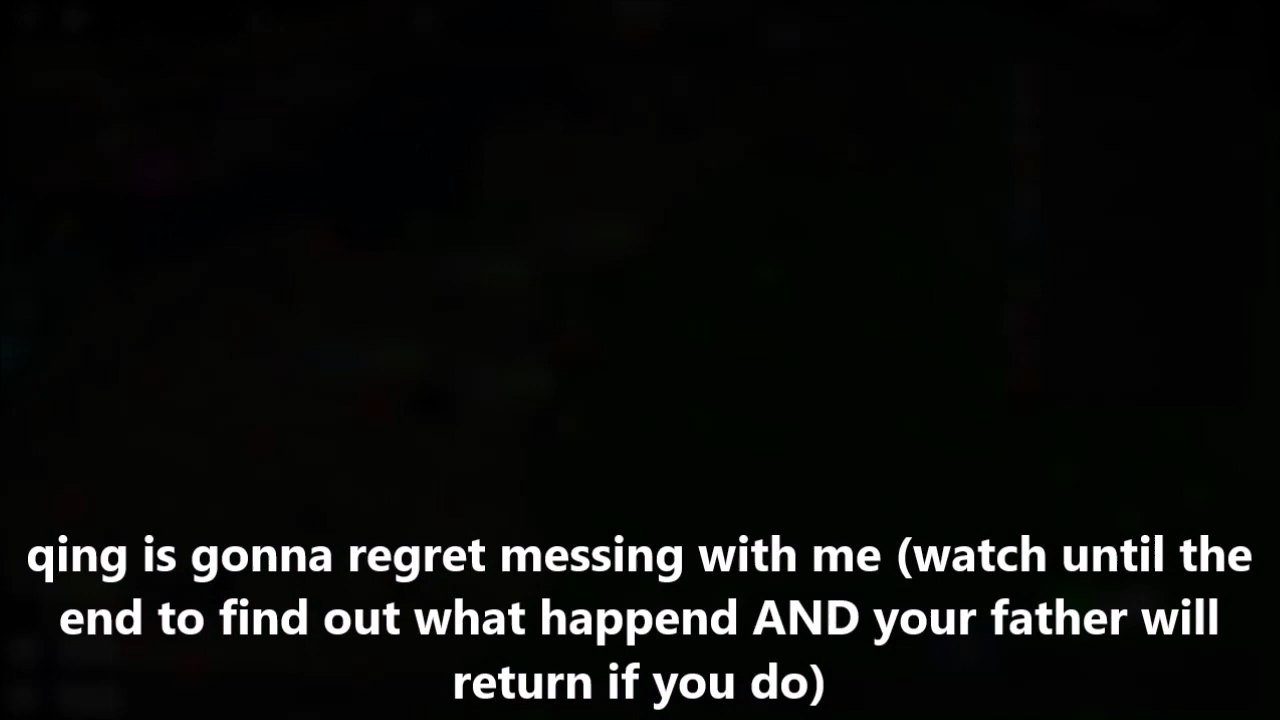 qing is gonna regret messing with me (watch until the
end to find out what happend AND your father will
return if you do)